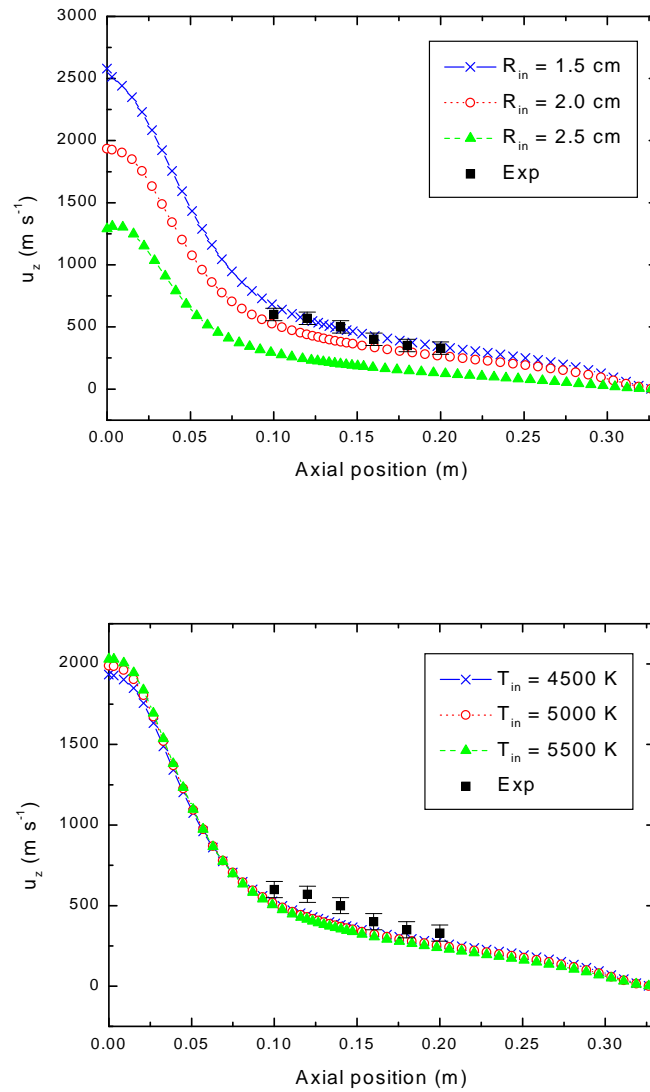 3000
2500
2000
1500
1000
500
0
u_z (m s⁻¹)
R_in = 1.5 cm
R_in = 2.0 cm
R_in = 2.5 cm
Exp
0.00 0.05 0.10 0.15 0.20 0.25 0.30
Axial position (m)
2000
1500
1000
500
0
u_z (m s⁻¹)
T_in = 4500 K
T_in = 5000 K
T_in = 5500 K
Exp
0.00 0.05 0.10 0.15 0.20 0.25 0.30
Axial position (m)